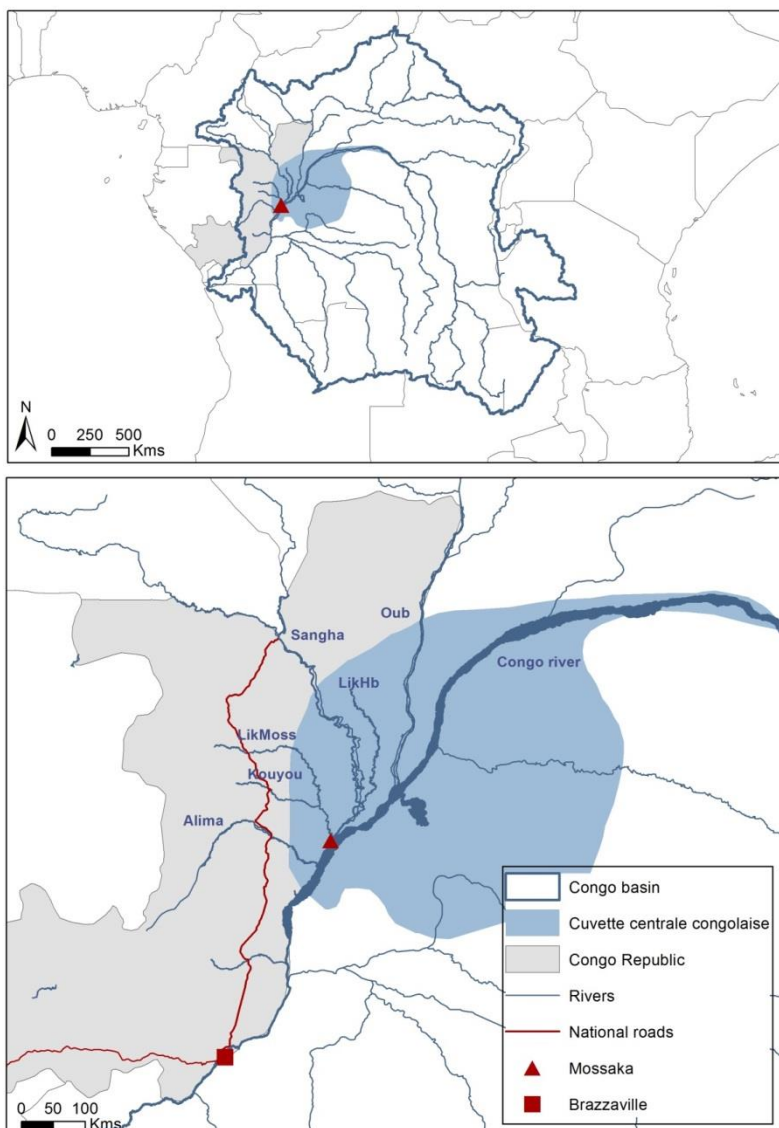 N
0 250 500
Kms
Oub
Sangha
Congo river
LikHb
LikMoss
Kouyou
Alima
Congo basin
Cuvette centrale congolaise
Congo Republic
Rivers
National roads
Mossaka
Brazzaville
0 50 100
Kms